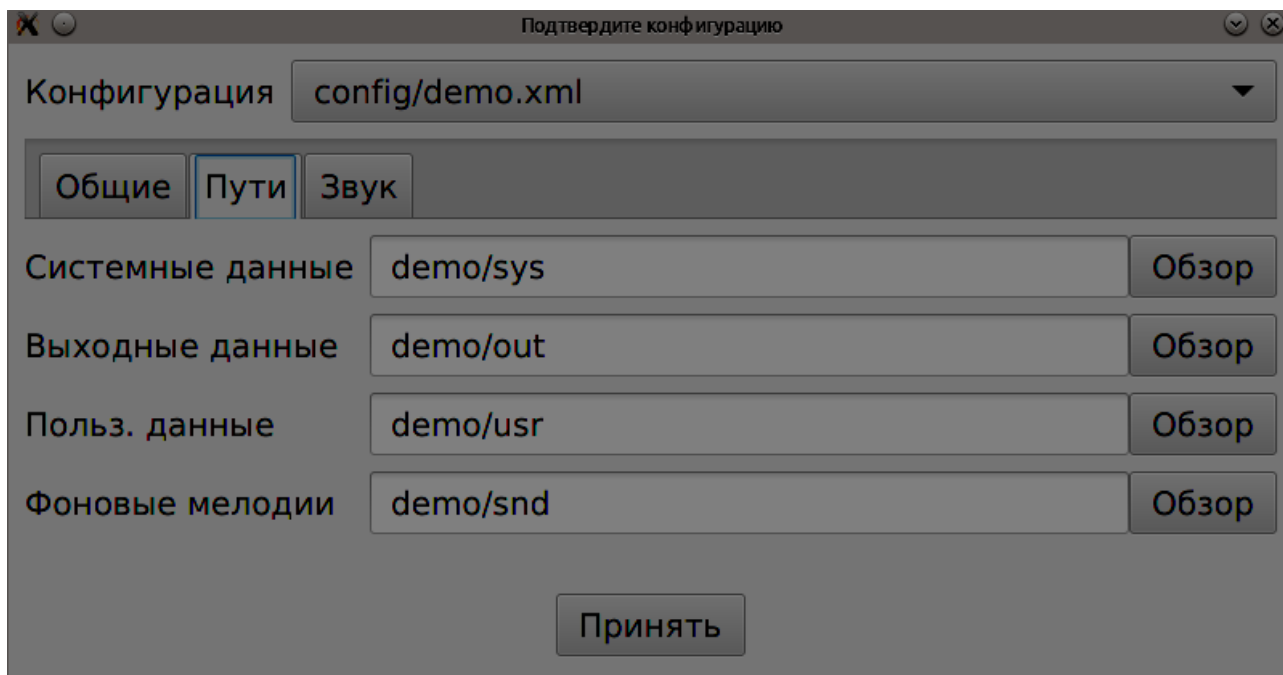 Подтвердите конфигурацию
Конфигурация config/demo.xml
Общие Пути Звук
Системные данные demo/sys Обзор
Выходные данные demo/out Обзор
Польз. данные demo/usr Обзор
Фоновые мелодии demo/snd Обзор
Принять